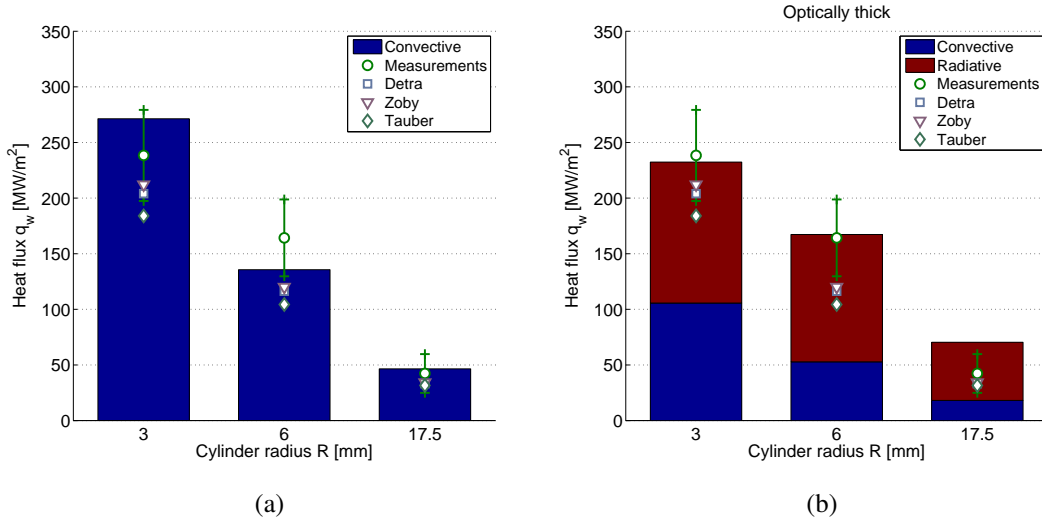 350
300
250
200
150
100
50
0
Heat flux q_w [MW/m²]
3
6
17.5
Cylinder radius R [mm]
Convective
Measurements
Detra
Zoby
Tauber
(a)
Optically thick
350
300
250
200
150
100
50
0
Heat flux q_w [MW/m²]
3
6
17.5
Cylinder radius R [mm]
Convective
Radiative
Measurements
Detra
Zoby
Tauber
(b)